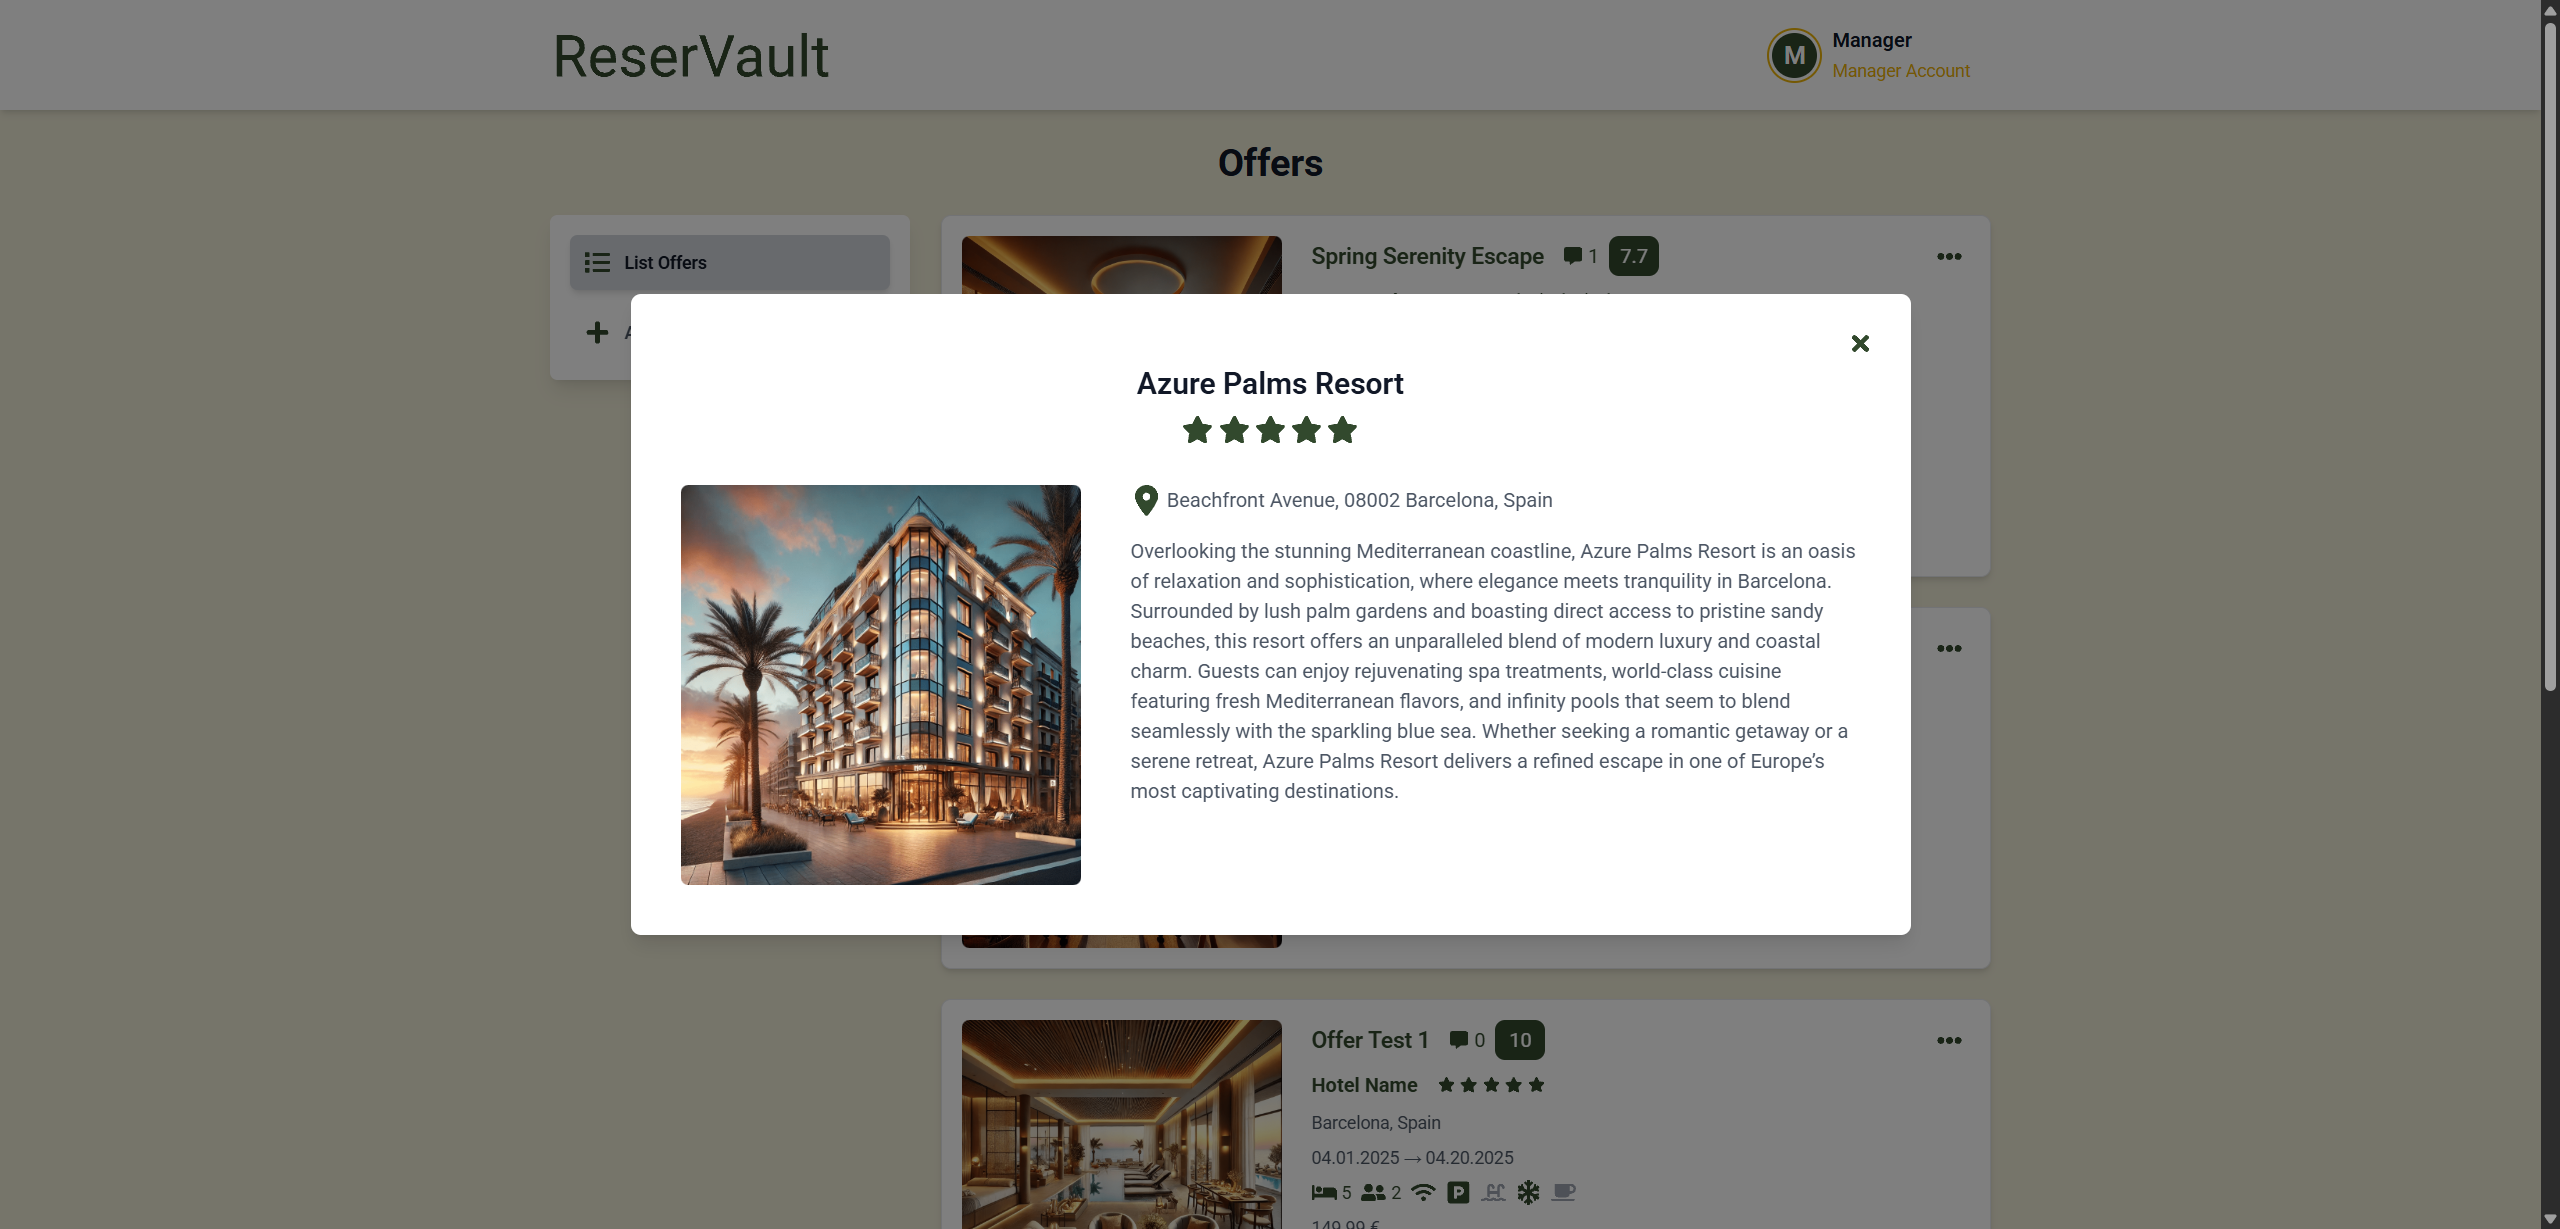 ReserVault
M
Manager
Manager Account
Offers
List Offers
Spring Serenity Escape 1 7.7
Azure Palms Resort
Beachfront Avenue, 08002 Barcelona, Spain
Overlooking the stunning Mediterranean coastline, Azure Palms Resort is an oasis
of relaxation and sophistication, where elegance meets tranquility in Barcelona.
Surrounded by lush palm gardens and boasting direct access to pristine sandy
beaches, this resort offers an unparalleled blend of modern luxury and coastal
charm. Guests can enjoy rejuvenating spa treatments, world-class cuisine
featuring fresh Mediterranean flavors, and infinity pools that seem to blend
seamlessly with the sparkling blue sea. Whether seeking a romantic getaway or a
serene retreat, Azure Palms Resort delivers a refined escape in one of Europe’s
most captivating destinations.
Offer Test 1 0 10
Hotel Name
Barcelona, Spain
04.01.2025 → 04.20.2025
5 2 P
149.99 €